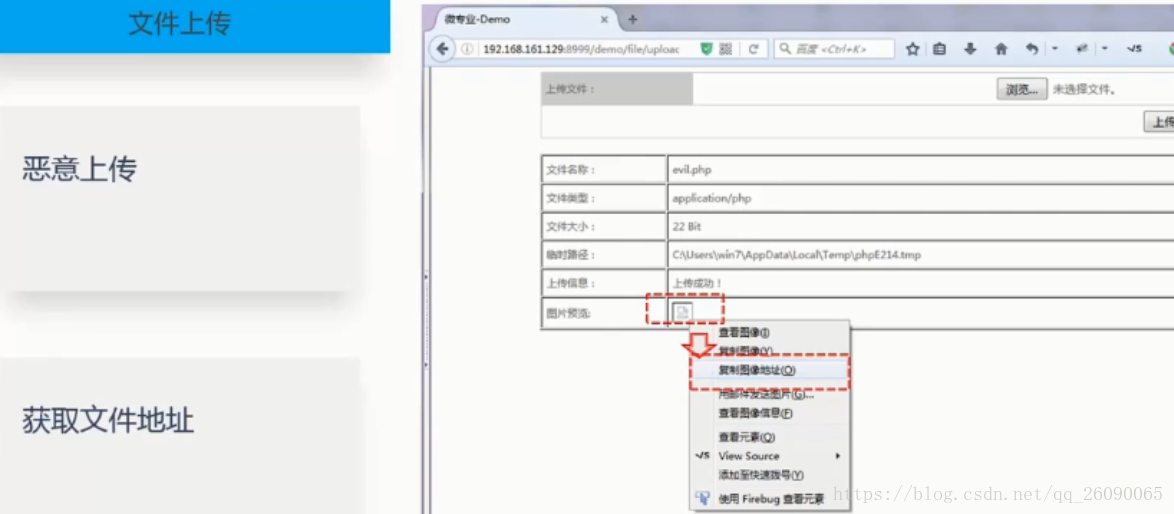 文件上传
恶意上传
获取文件地址
微专业-Demo
192.168.161.129:8999/demo/file/uploac
百度 <Ctrl+K>
上传文件：
浏览... 未选择文件。
上传
文件名称： evil.php
文件类型： application/php
文件大小： 22 Bit
临时路径： C:\Users\win7\AppData\Local\Temp\phpE214.tmp
上传信息： 上传成功！
图片预览:
查看图像(I)
复制图像(Y)
复制图像地址(O)
用邮件发送图片(G)...
查看图像信息(F)
查看元素(Q)
View Source
添加至快速拨号(Y)
使用 Firebug 查看元素
https://blog.csdn.net/qq_26090065